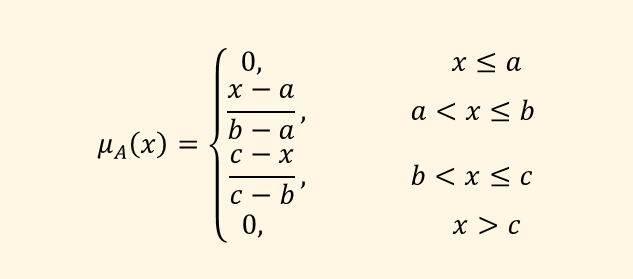 μ_A(x) = { 0, x ≤ a
(x − a)/(b − a), a < x ≤ b
(c − x)/(c − b), b < x ≤ c
0, x > c